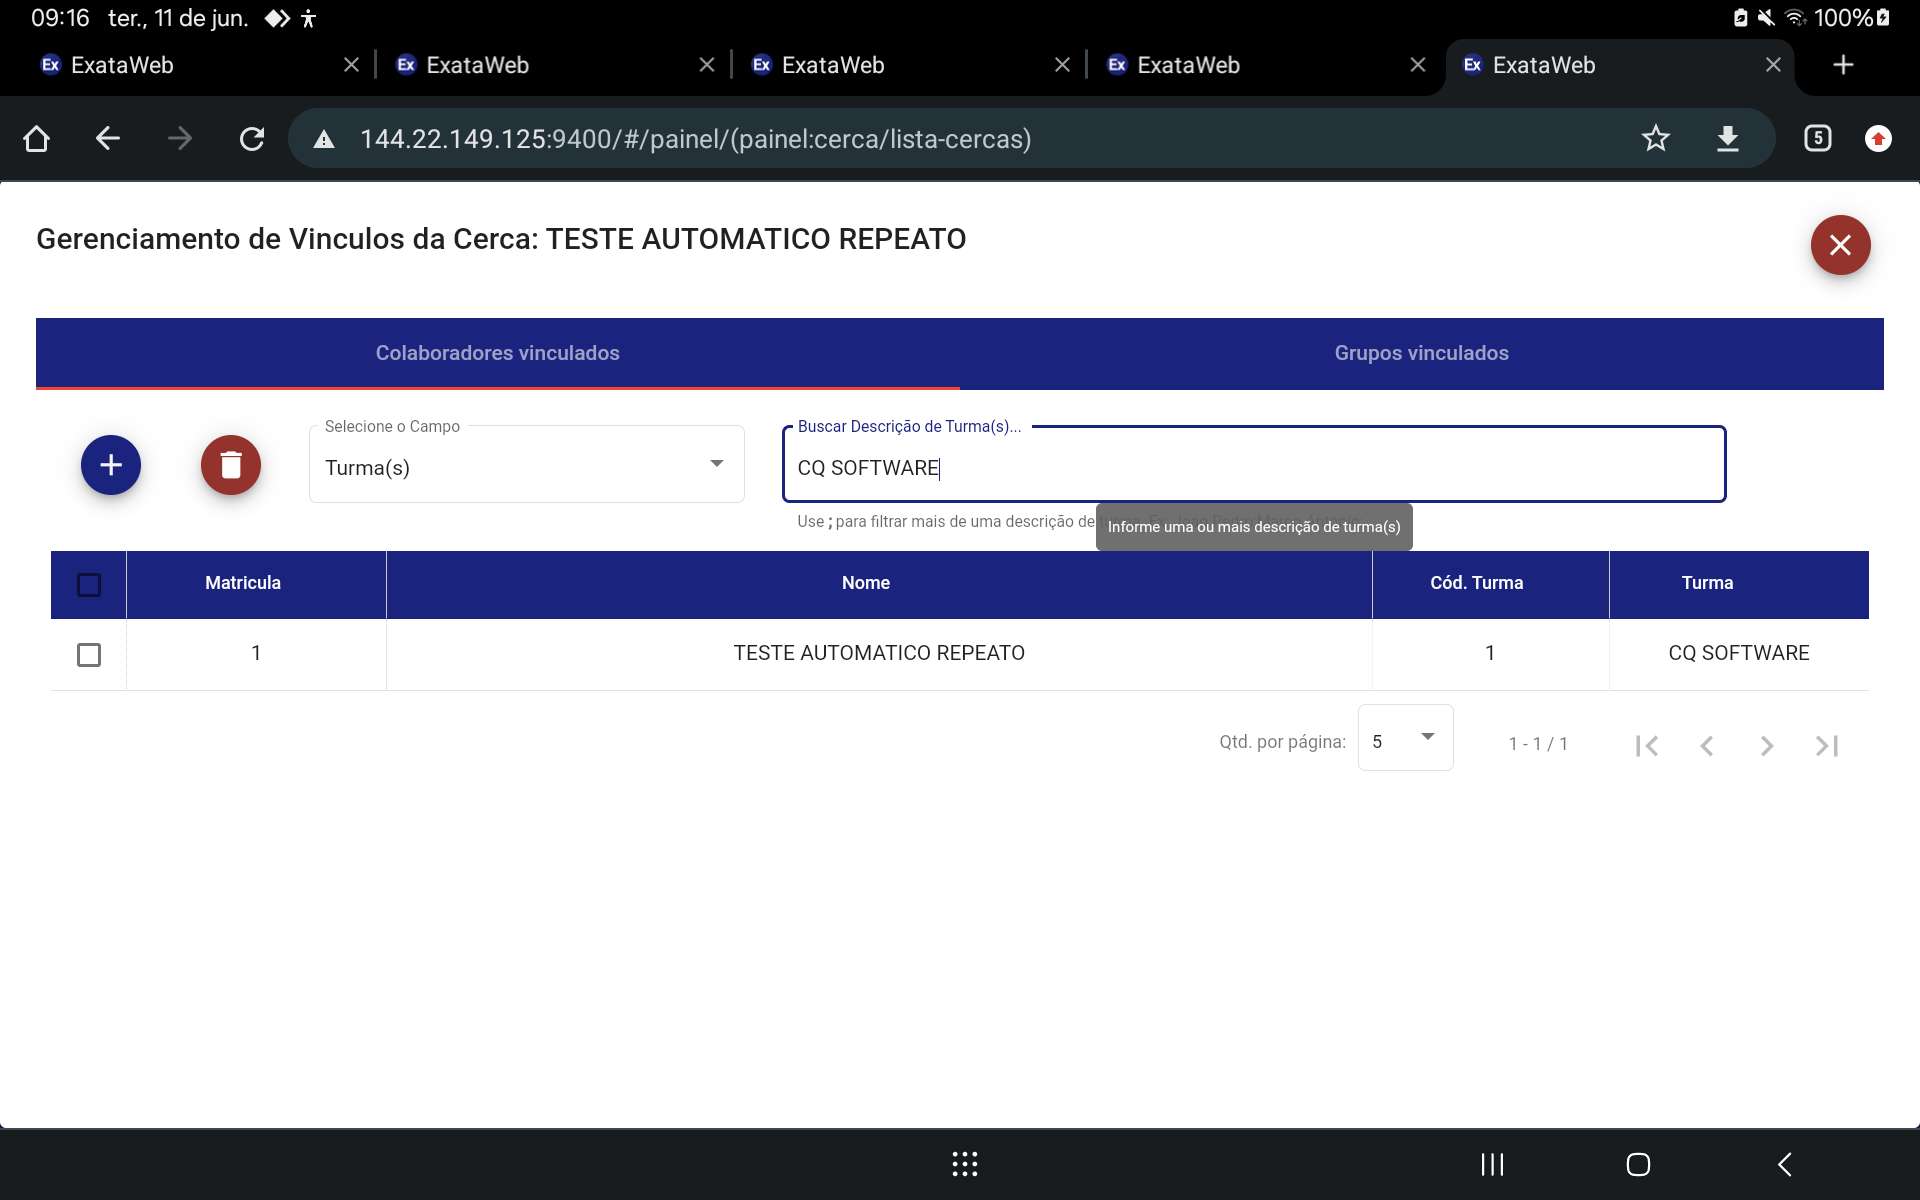 09:16 ter., 11 de jun. 100%
Ex ExataWeb Ex ExataWeb Ex ExataWeb Ex ExataWeb Ex ExataWeb
144.22.149.125:9400/#/painel/(painel:cerca/lista-cercas) 5
Gerenciamento de Vinculos da Cerca: TESTE AUTOMATICO REPEATO
Colaboradores vinculados Grupos vinculados
Selecione o Campo Buscar Descrição de Turma(s)...
Turma(s) CQ SOFTWARE
Use ; para filtrar mais de uma descrição de
Informe uma ou mais descrição de turma(s)
Matricula Nome Cód. Turma Turma
1 TESTE AUTOMATICO REPEATO 1 CQ SOFTWARE
Qtd. por página: 5 1 - 1 / 1